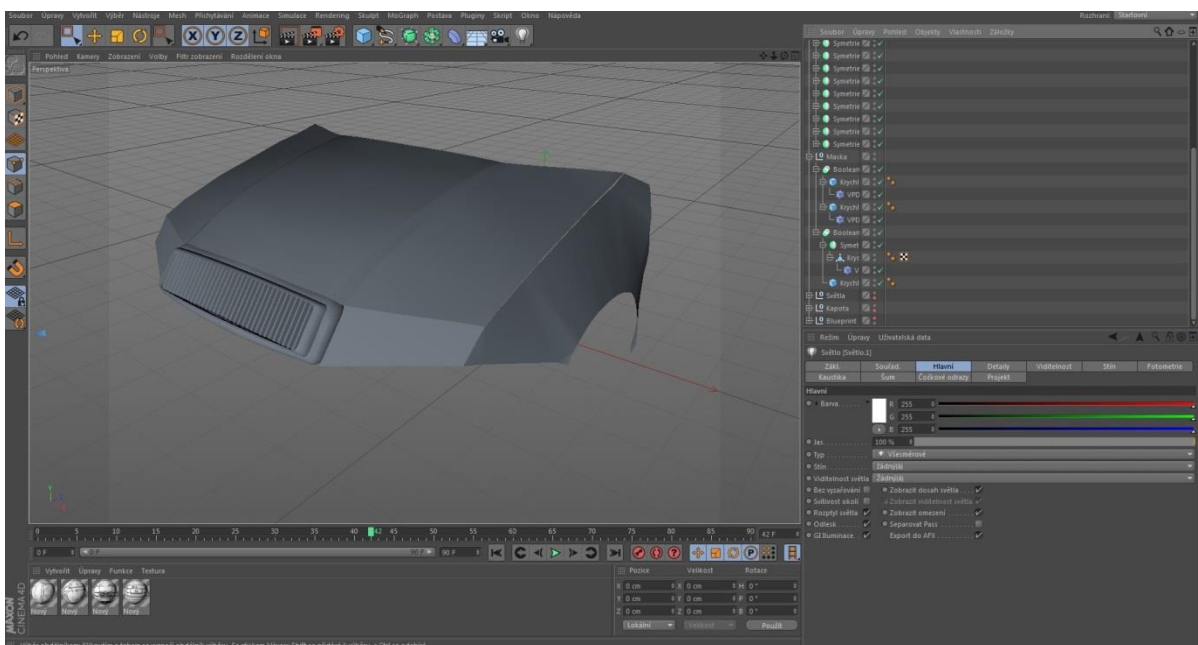 Soubor Úpravy Vytvořit Výběr Nástroje Mesh Přichytávání Animace Simulace Rendering Skulpt MoGraph Postava Pluginy Skript Okno Nápověda
Rozhraní Startovní
Pohled Kamery Zobrazení Volby Filtr zobrazení Rozdělení okna
Perspektiva
Soubor Úpravy Pohled Objekty Vlastnosti Záložky
Symetrie
Symetrie
Symetrie
Symetrie
Symetrie
Symetrie
Symetrie
Symetrie
Symetrie
Maska
Boolean
Krychl
VPD
Krychl
VPD
Boolean
Symet
Kryc
V
Krychl
Světla
Kapota
Blueprint
Režim Úpravy Uživatelská data
Světlo [Světlo.1]
Zákl. Souřad. Hlavní Detaily Viditelnost Stín Fotometrie
Kaustika Šum Čočkové odrazy Projekt
Hlavní
Barva R 255
G 255
B 255
Jas 100 %
Typ Všesměrové
Stín Žádný(á)
Viditelnost světla Žádný(á)
Bez vyzařování Zobrazit dosah světla
Svítivost okolí Zobrazit viditelnost světla
Rozptyl světla Zobrazit omezení
Odlesk Separovat Pass
GI Iluminace Export do AFX
Y
X
0 5 10 15 20 25 30 35 40 42 45 50 55 60 65 70 75 80 85 90 42 F
0 F 0 F 90 F 90 F
Vytvořit Úpravy Funkce Textura
Nový Nový Nový Nový
Pozice Velikost Rotace
X 0 cm X 0 cm H 0 °
Y 0 cm Y 0 cm P 0 °
Z 0 cm Z 0 cm B 0 °
Lokální Velikost Použít
MAXON
CINEMA 4D